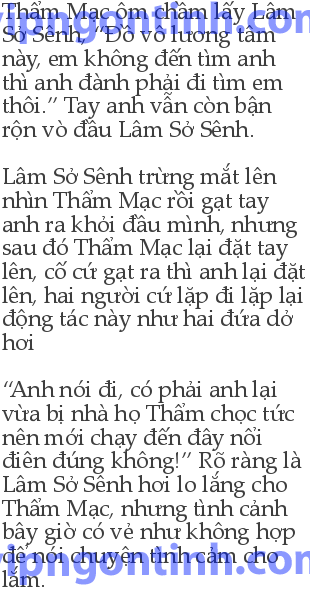 Thẩm Mạc ôm chầm lấy Lâm
Sở Sênh, “Đồ vô lương tâm
này, em không đến tìm anh
thì anh đành phải đi tìm em
thôi.” Tay anh vẫn còn bận
rộn vò đầu Lâm Sở Sênh.
Lâm Sở Sênh trừng mắt lên
nhìn Thẩm Mạc rồi gạt tay
anh ra khỏi đầu mình, nhưng
sau đó Thẩm Mạc lại đặt tay
lên, cố cứ gạt ra thì anh lại đặt
lên, hai người cứ lặp đi lặp lại
động tác này như hai đứa dở
hơi
“Anh nói đi, có phải anh lại
vừa bị nhà họ Thẩm chọc tức
nên mới chạy đến đây nổi
điên đúng không!” Rõ ràng là
Lâm Sở Sênh hơi lo lắng cho
Thẩm Mạc, nhưng tình cảnh
bây giờ có vẻ như không hợp
để nói chuyện tình cảm cho
lắm.